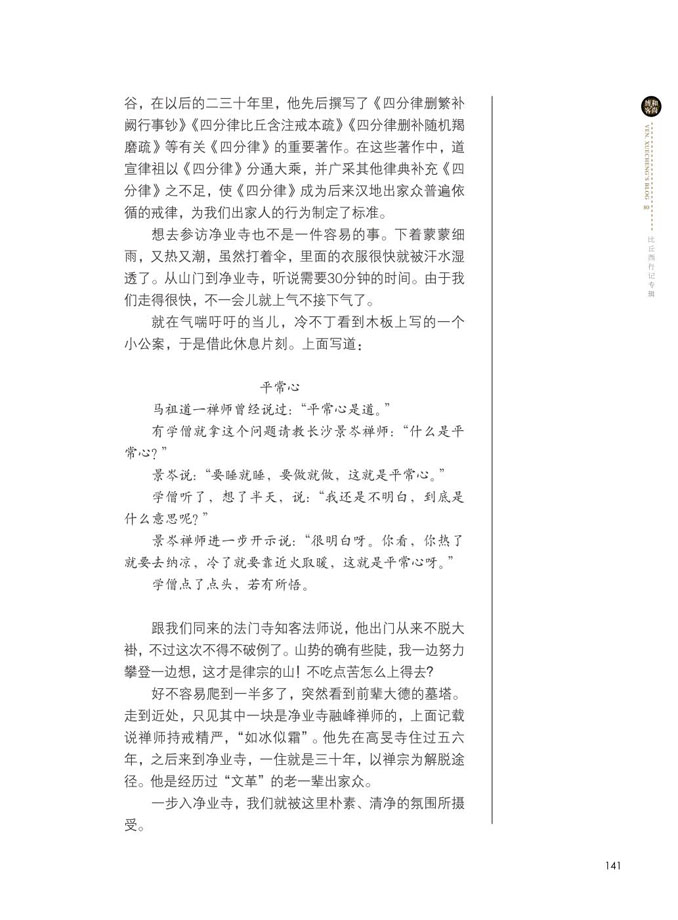 谷，在以后的二三十年里，他先后撰写了《四分律删繁补
阙行事钞》《四分律比丘含注戒本疏》《四分律删补随机羯
磨疏》等有关《四分律》的重要著作。在这些著作中，道
宣律祖以《四分律》分通大乘，并广采其他律典补充《四
分律》之不足，使《四分律》成为后来汉地出家众普遍依
循的戒律，为我们出家人的行为制定了标准。
想去参访净业寺也不是一件容易的事。下着蒙蒙细
雨，又热又潮，虽然打着伞，里面的衣服很快就被汗水湿
透了。从山门到净业寺，听说需要30分钟的时间。由于我
们走得很快，不一会儿就上气不接下气了。
就在气喘吁吁的当儿，冷不丁看到木板上写的一个
小公案，于是借此休息片刻。上面写道：
平常心
马祖道一禅师曾经说过：“平常心是道。”
有学僧就拿这个问题请教长沙景岑禅师：“什么是平
常心？”
景岑说：“要睡就睡，要做就做，这就是平常心。”
学僧听了，想了半天，说：“我还是不明白，到底是
什么意思呢？”
景岑禅师进一步开示说：“很明白呀。你看，你热了
就要去纳凉，冷了就要靠近火取暖，这就是平常心呀。”
学僧点了点头，若有所悟。
跟我们同来的法门寺知客法师说，他出门从来不脱大
褂，不过这次不得不破例了。山势的确有些陡，我一边努力
攀登一边想，这才是律宗的山！不吃点苦怎么上得去？
好不容易爬到一半多了，突然看到前辈大德的墓塔。
走到近处，只见其中一块是净业寺融峰禅师的，上面记载
说禅师持戒精严，“如冰似霜”。他先在高旻寺住过五六
年，之后来到净业寺，一住就是三十年，以禅宗为解脱途
径。他是经历过“文革”的老一辈出家众。
一步入净业寺，我们就被这里朴素、清净的氛围所摄
受。
和尚
博客
VEN. XUECHENG'S BLOG
比丘西行记专辑
141